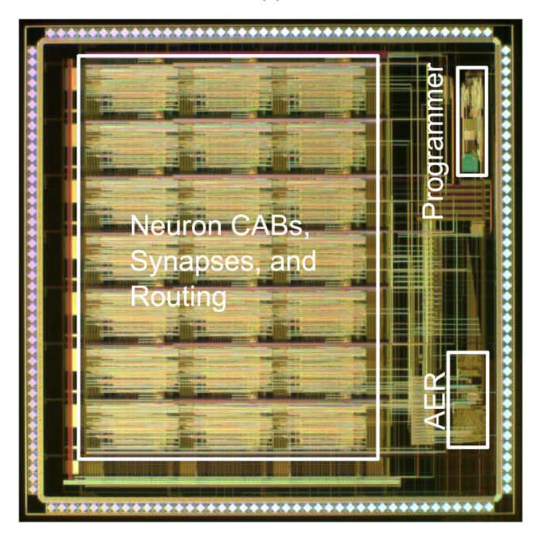 Neuron CABs,
Synapses, and
Routing
Programmer
AER